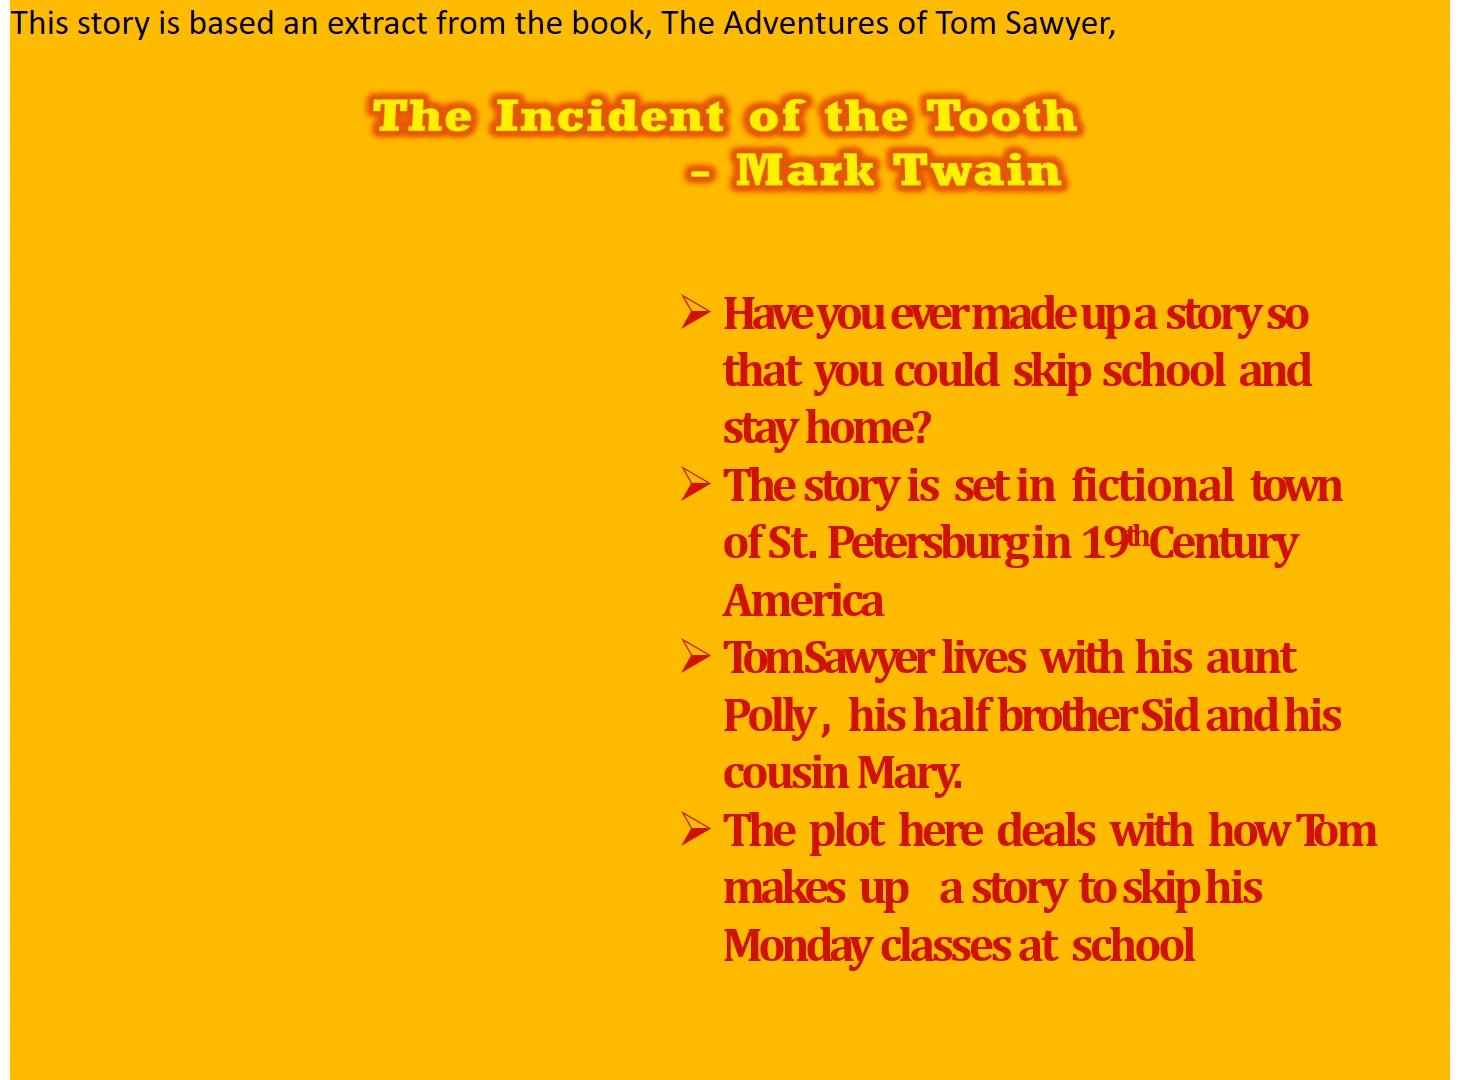 This story is based an extract from the book, The Adventures of Tom Sawyer,
The Incident of the Tooth
– Mark Twain
➢ Have you ever made up a story so
that you could skip school and
stay home?
➢ The story is set in fictional town
of St. Petersburg in 19th Century
America
➢ Tom Sawyer lives with his aunt
Polly , his half brother Sid and his
cousin Mary.
➢ The plot here deals with how Tom
makes up a story to skip his
Monday classes at school